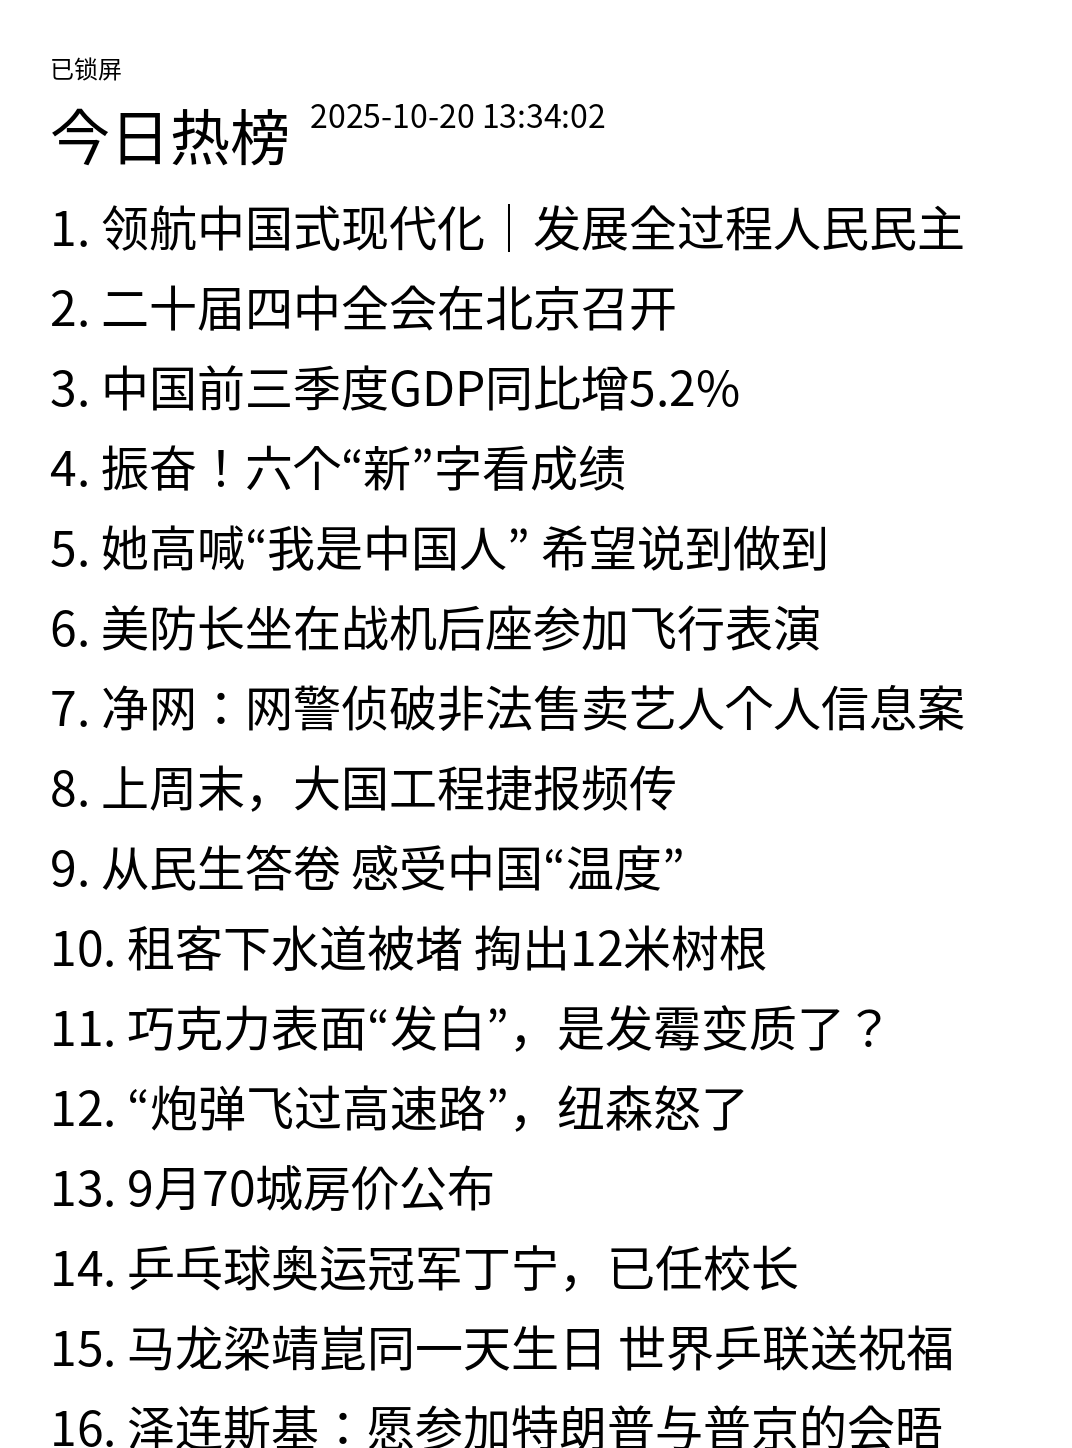 已锁屏
今日热榜 2025-10-20 13:34:02
1. 领航中国式现代化｜发展全过程人民民主
2. 二十届四中全会在北京召开
3. 中国前三季度GDP同比增5.2%
4. 振奋！六个“新”字看成绩
5. 她高喊“我是中国人” 希望说到做到
6. 美防长坐在战机后座参加飞行表演
7. 净网：网警侦破非法售卖艺人个人信息案
8. 上周末，大国工程捷报频传
9. 从民生答卷 感受中国“温度”
10. 租客下水道被堵 掏出12米树根
11. 巧克力表面“发白”，是发霉变质了？
12. “炮弹飞过高速路”，纽森怒了
13. 9月70城房价公布
14. 乒乓球奥运冠军丁宁，已任校长
15. 马龙梁靖崑同一天生日 世界乒联送祝福
16. 泽连斯基：愿参加特朗普与普京的会晤